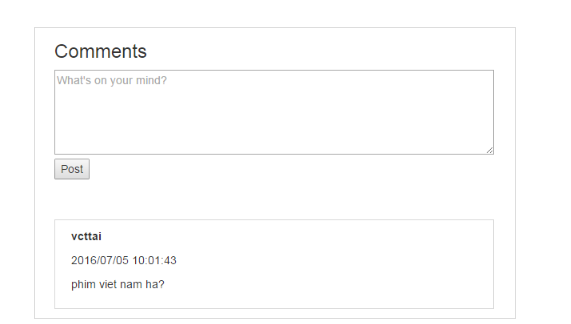 Comments
What's on your mind?
Post
vcttai
2016/07/05 10:01:43
phim viet nam ha?